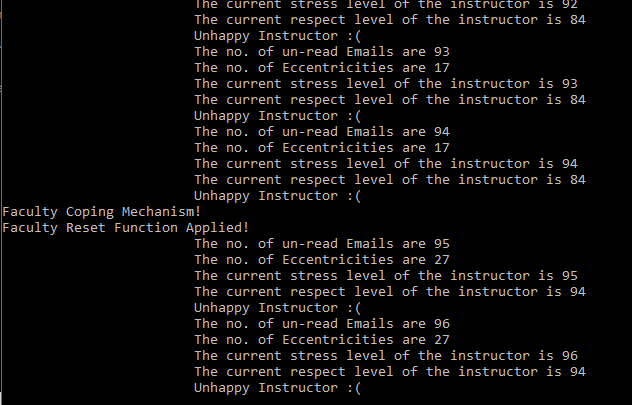 The current stress level of the instructor is 92
The current respect level of the instructor is 84
Unhappy Instructor :(
The no. of un-read Emails are 93
The no. of Eccentricities are 17
The current stress level of the instructor is 93
The current respect level of the instructor is 84
Unhappy Instructor :(
The no. of un-read Emails are 94
The no. of Eccentricities are 17
The current stress level of the instructor is 94
The current respect level of the instructor is 84
Unhappy Instructor :(
Faculty Coping Mechanism!
Faculty Reset Function Applied!
The no. of un-read Emails are 95
The no. of Eccentricities are 27
The current stress level of the instructor is 95
The current respect level of the instructor is 94
Unhappy Instructor :(
The no. of un-read Emails are 96
The no. of Eccentricities are 27
The current stress level of the instructor is 96
The current respect level of the instructor is 94
Unhappy Instructor :(